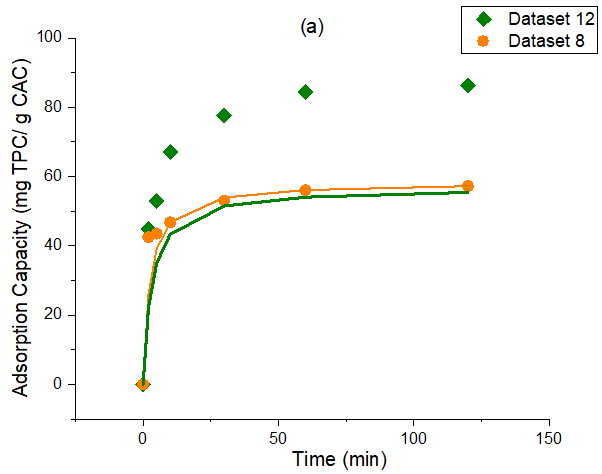 (a)
Dataset 12
Dataset 8
Adsorption Capacity (mg TPC/ g CAC)
100
80
60
40
20
0
0
50
100
150
Time (min)